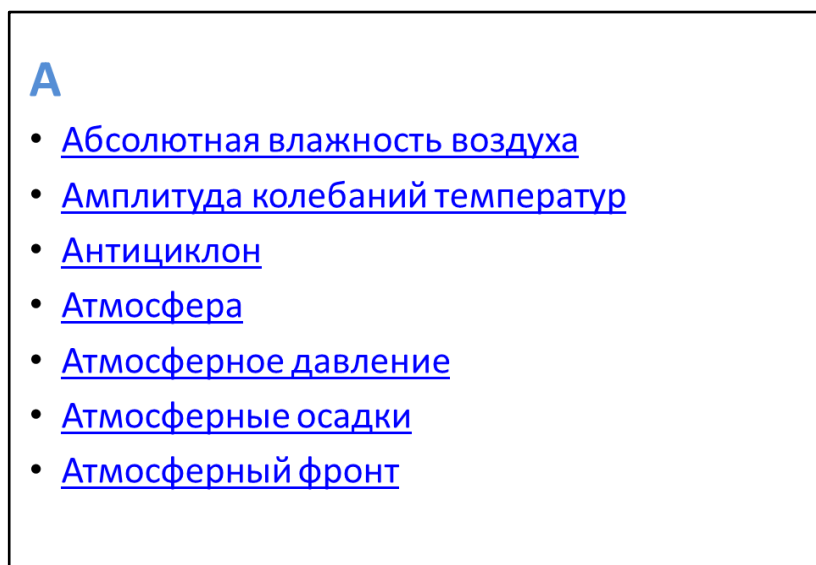 А
• Абсолютная влажность воздуха
• Амплитуда колебаний температур
• Антициклон
• Атмосфера
• Атмосферное давление
• Атмосферные осадки
• Атмосферный фронт